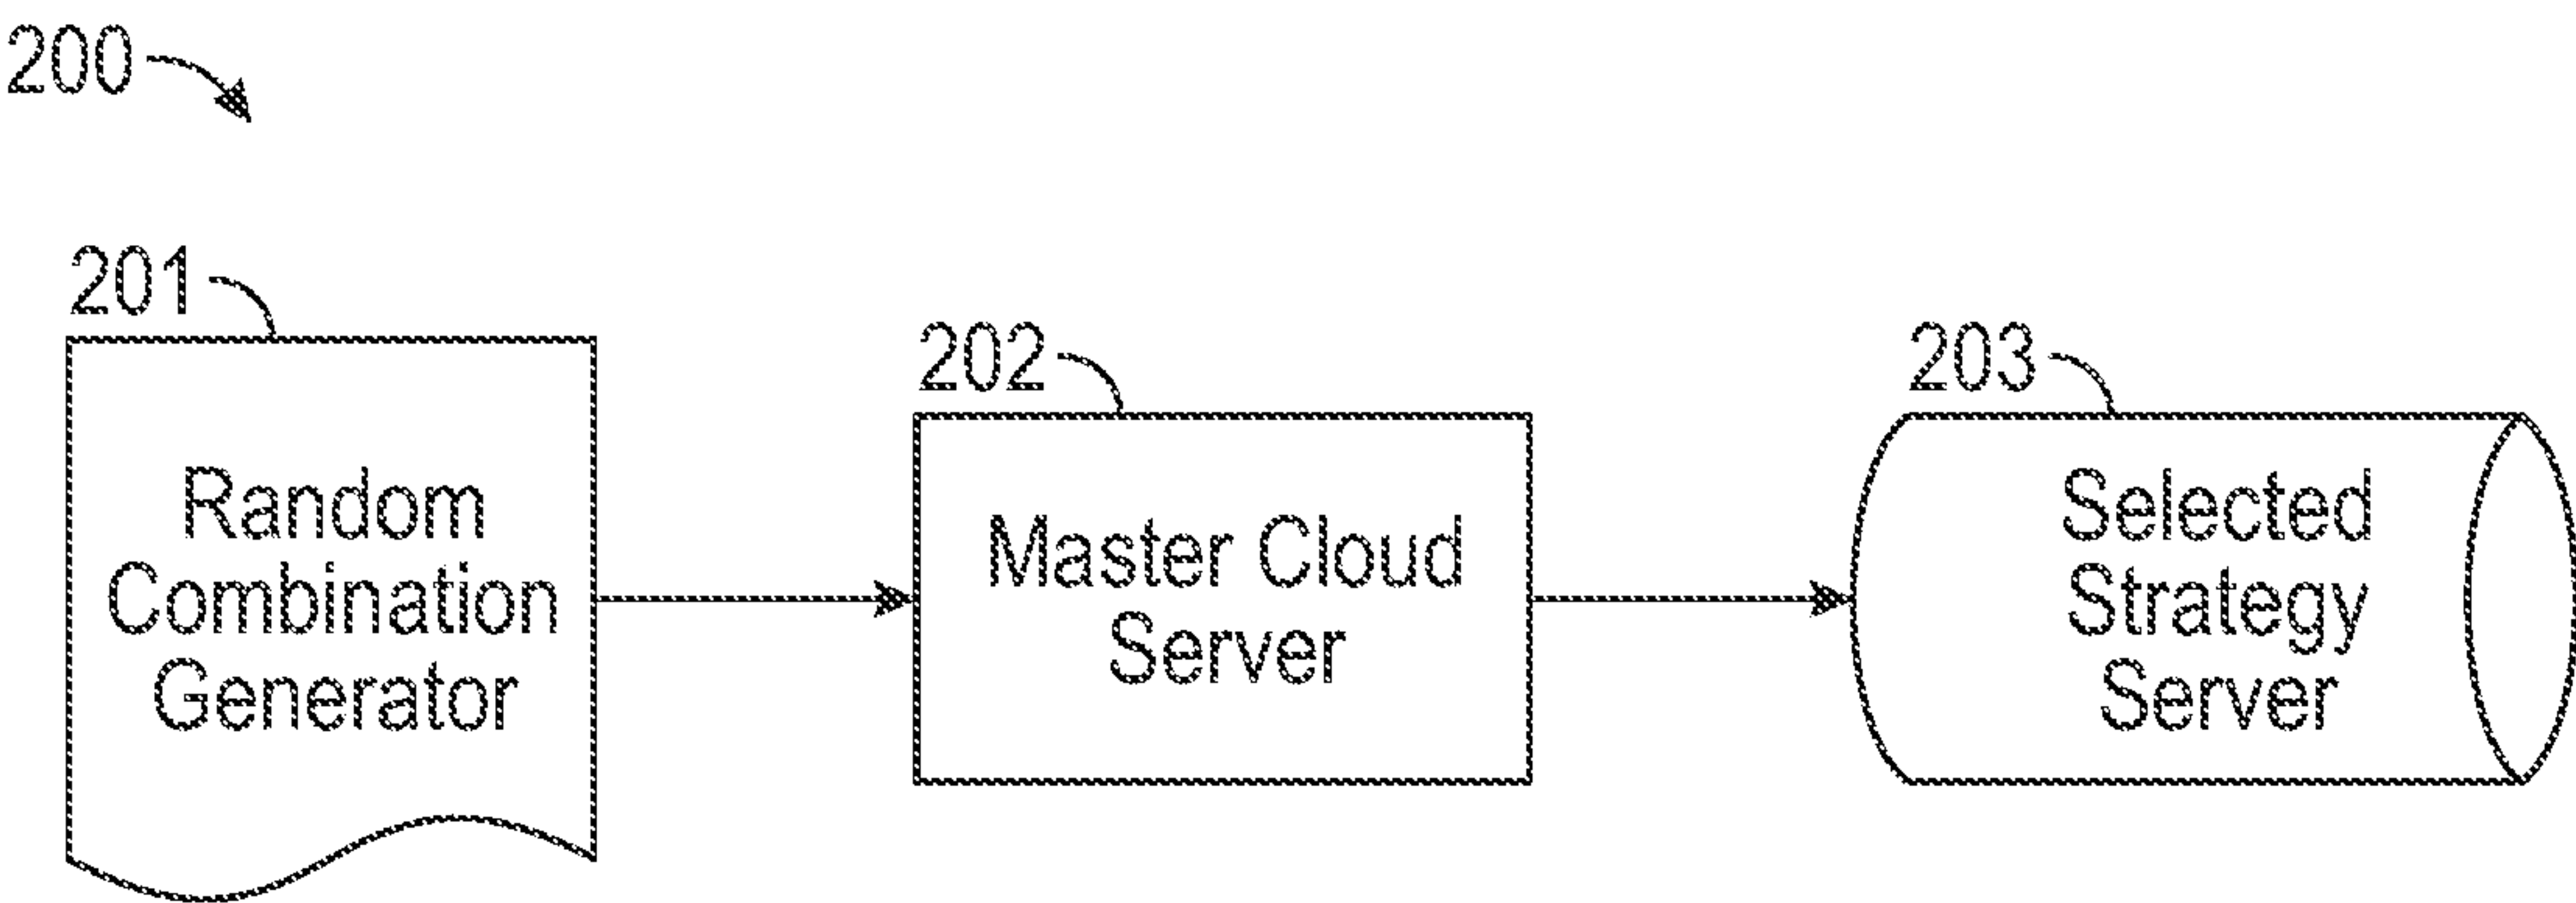 200
201
Random
Combination
Generator
202
Master Cloud
Server
203
Selected
Strategy
Server